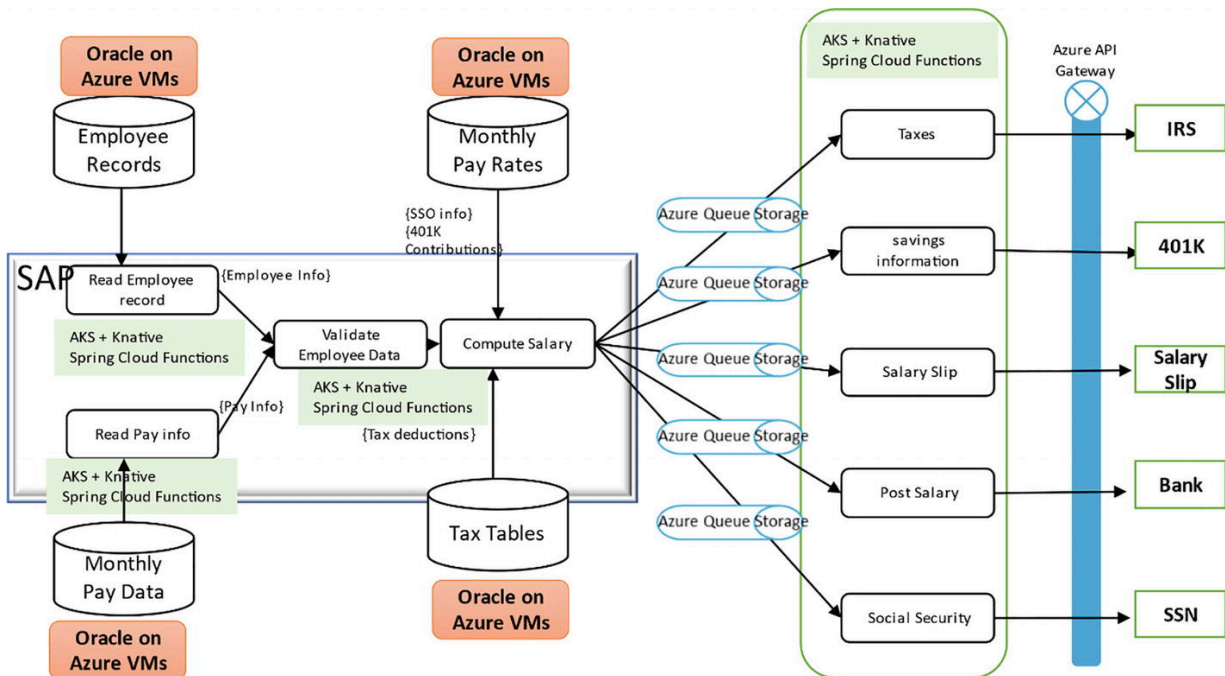 Oracle on
Azure VMs
Employee
Records
Oracle on
Azure VMs
Monthly
Pay Rates
{SSO info}
{401K
Contributions}
SAP
Read Employee
record
{Employee Info}
AKS + Knative
Spring Cloud Functions
Validate
Employee Data
Compute Salary
AKS + Knative
Spring Cloud Functions
{Pay Info}
{Tax deductions}
Read Pay info
AKS + Knative
Spring Cloud Functions
Monthly
Pay Data
Oracle on
Azure VMs
Tax Tables
Oracle on
Azure VMs
Azure Queue Storage
Azure Queue Storage
Azure Queue Storage
Azure Queue Storage
Azure Queue Storage
AKS + Knative
Spring Cloud Functions
Taxes
savings
information
Salary Slip
Post Salary
Social Security
Azure API
Gateway
IRS
401K
Salary
Slip
Bank
SSN